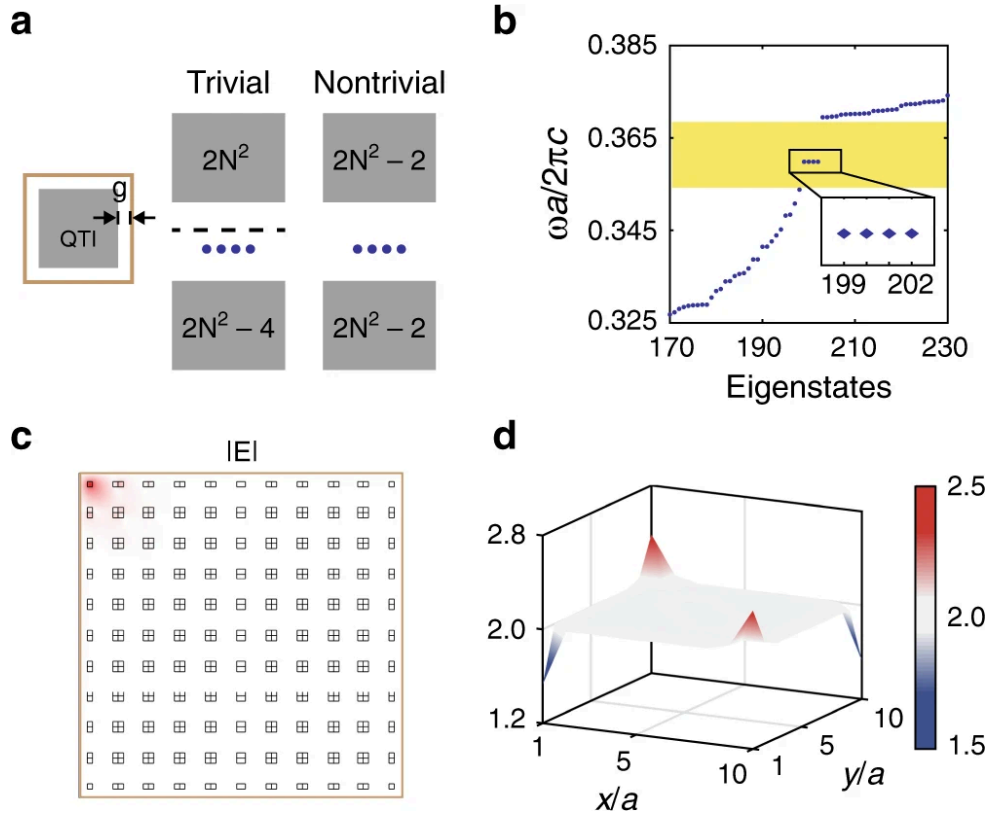 a
Trivial Nontrivial
2N² 2N² − 2
g
QTI
2N² − 4 2N² − 2
b
0.385
0.365
0.345
0.325
ωa/2πc
199 202
170 190 210 230
Eigenstates
c
|E|
d
2.8
2.0
1.2
1 5 10
x/a
1 5 10
y/a
2.5
2.0
1.5